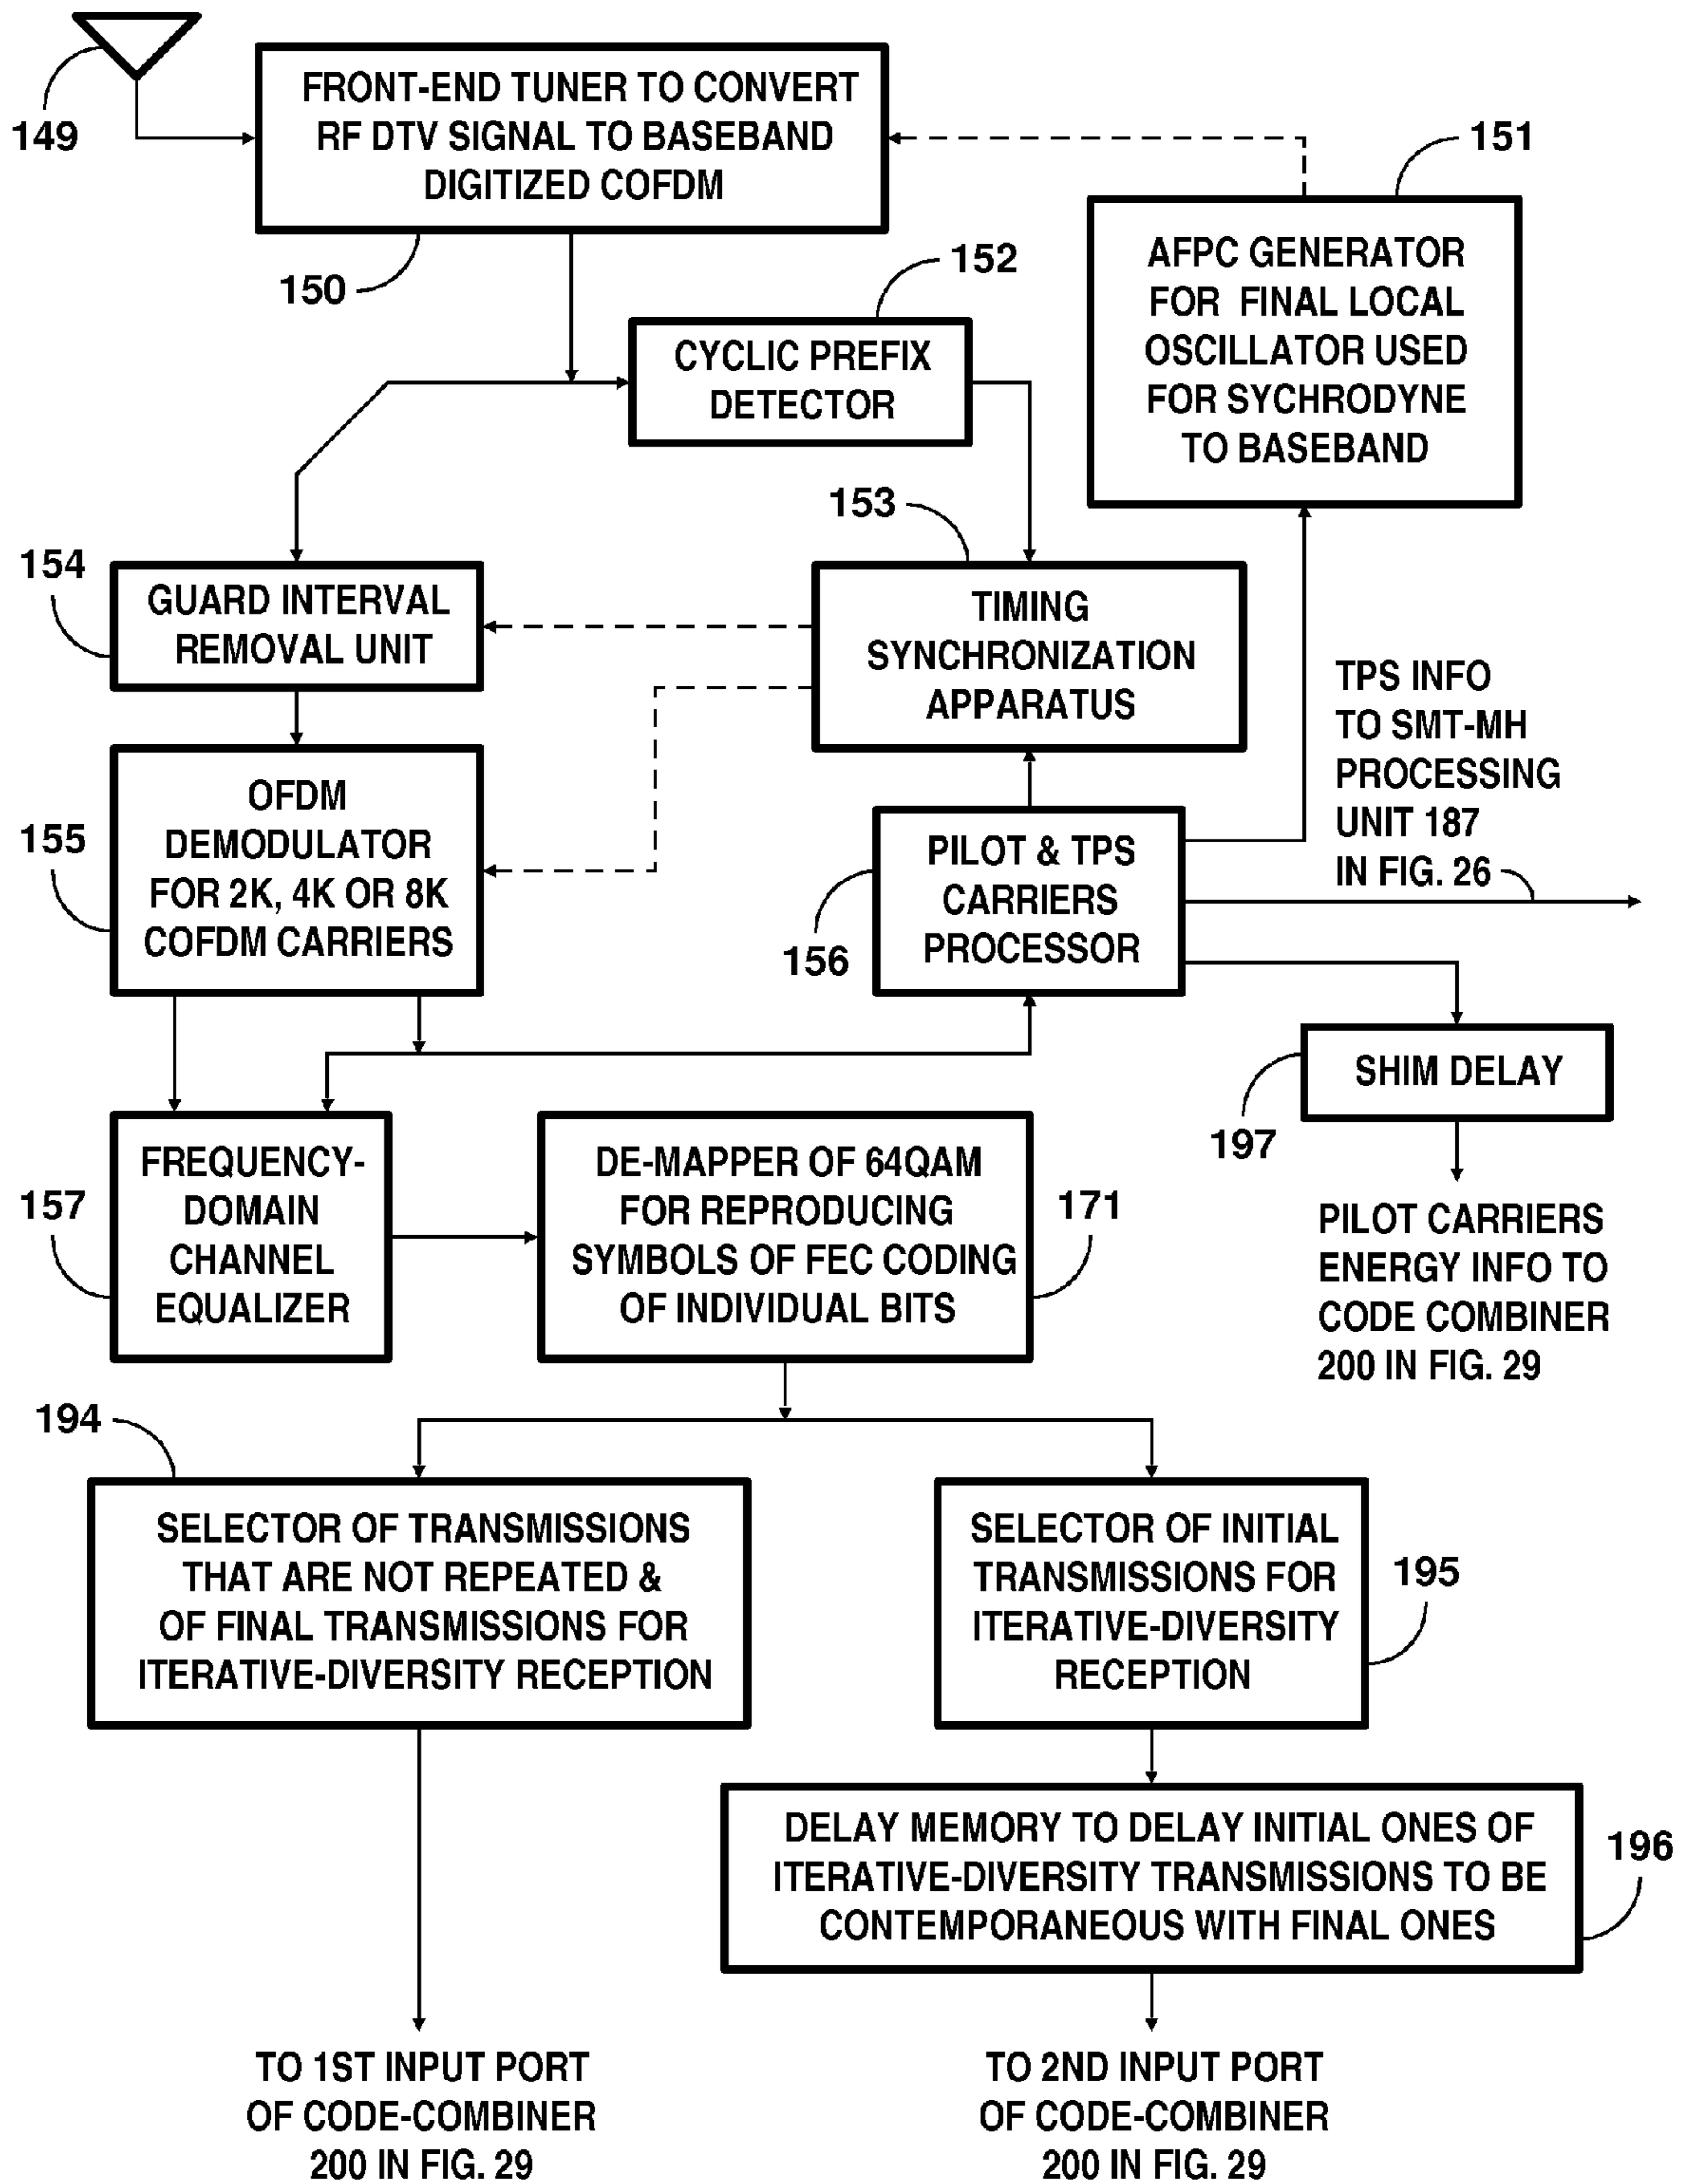 149
FRONT-END TUNER TO CONVERT
RF DTV SIGNAL TO BASEBAND
DIGITIZED COFDM
150
151
AFPC GENERATOR
FOR FINAL LOCAL
OSCILLATOR USED
FOR SYCHRODYNE
TO BASEBAND
152
CYCLIC PREFIX
DETECTOR
153
TIMING
SYNCHRONIZATION
APPARATUS
154
GUARD INTERVAL
REMOVAL UNIT
155
OFDM
DEMODULATOR
FOR 2K, 4K OR 8K
COFDM CARRIERS
156
PILOT & TPS
CARRIERS
PROCESSOR
TPS INFO
TO SMT-MH
PROCESSING
UNIT 187
IN FIG. 26
197
SHIM DELAY
PILOT CARRIERS
ENERGY INFO TO
CODE COMBINER
200 IN FIG. 29
157
FREQUENCY-
DOMAIN
CHANNEL
EQUALIZER
DE-MAPPER OF 64QAM
FOR REPRODUCING
SYMBOLS OF FEC CODING
OF INDIVIDUAL BITS
171
194
SELECTOR OF TRANSMISSIONS
THAT ARE NOT REPEATED &
OF FINAL TRANSMISSIONS FOR
ITERATIVE-DIVERSITY RECEPTION
SELECTOR OF INITIAL
TRANSMISSIONS FOR
ITERATIVE-DIVERSITY
RECEPTION
195
DELAY MEMORY TO DELAY INITIAL ONES OF
ITERATIVE-DIVERSITY TRANSMISSIONS TO BE
CONTEMPORANEOUS WITH FINAL ONES
196
TO 1ST INPUT PORT
OF CODE-COMBINER
200 IN FIG. 29
TO 2ND INPUT PORT
OF CODE-COMBINER
200 IN FIG. 29